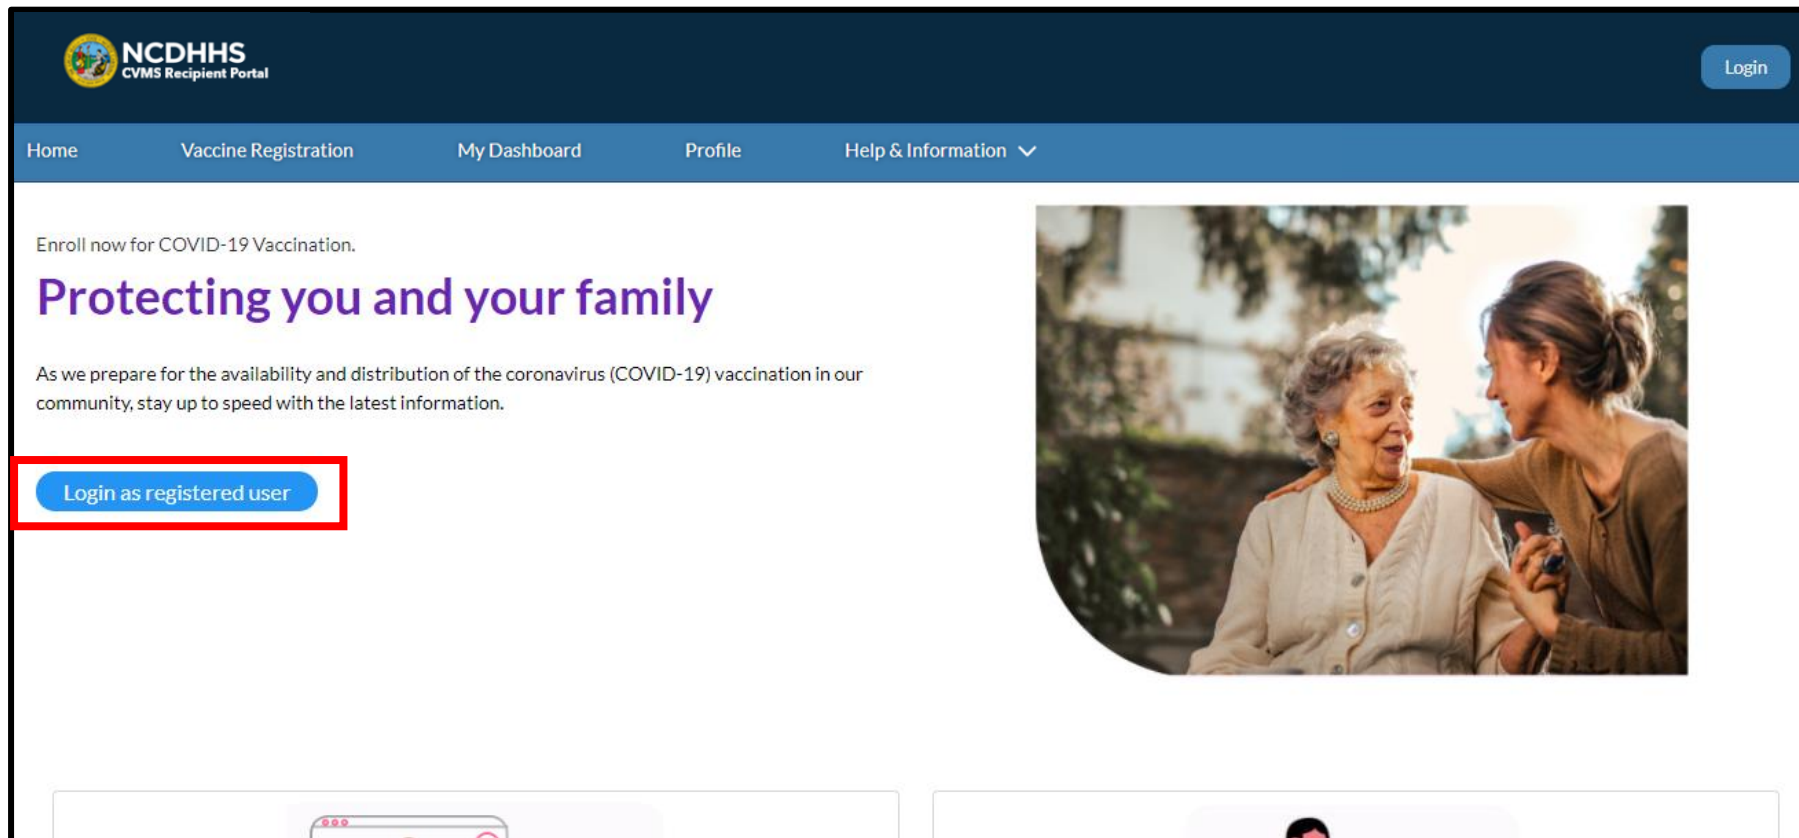 NCDHHS
CVMS Recipient Portal
Login
Home
Vaccine Registration
My Dashboard
Profile
Help & Information
Enroll now for COVID-19 Vaccination.
Protecting you and your family
As we prepare for the availability and distribution of the coronavirus (COVID-19) vaccination in our
community, stay up to speed with the latest information.
Login as registered user